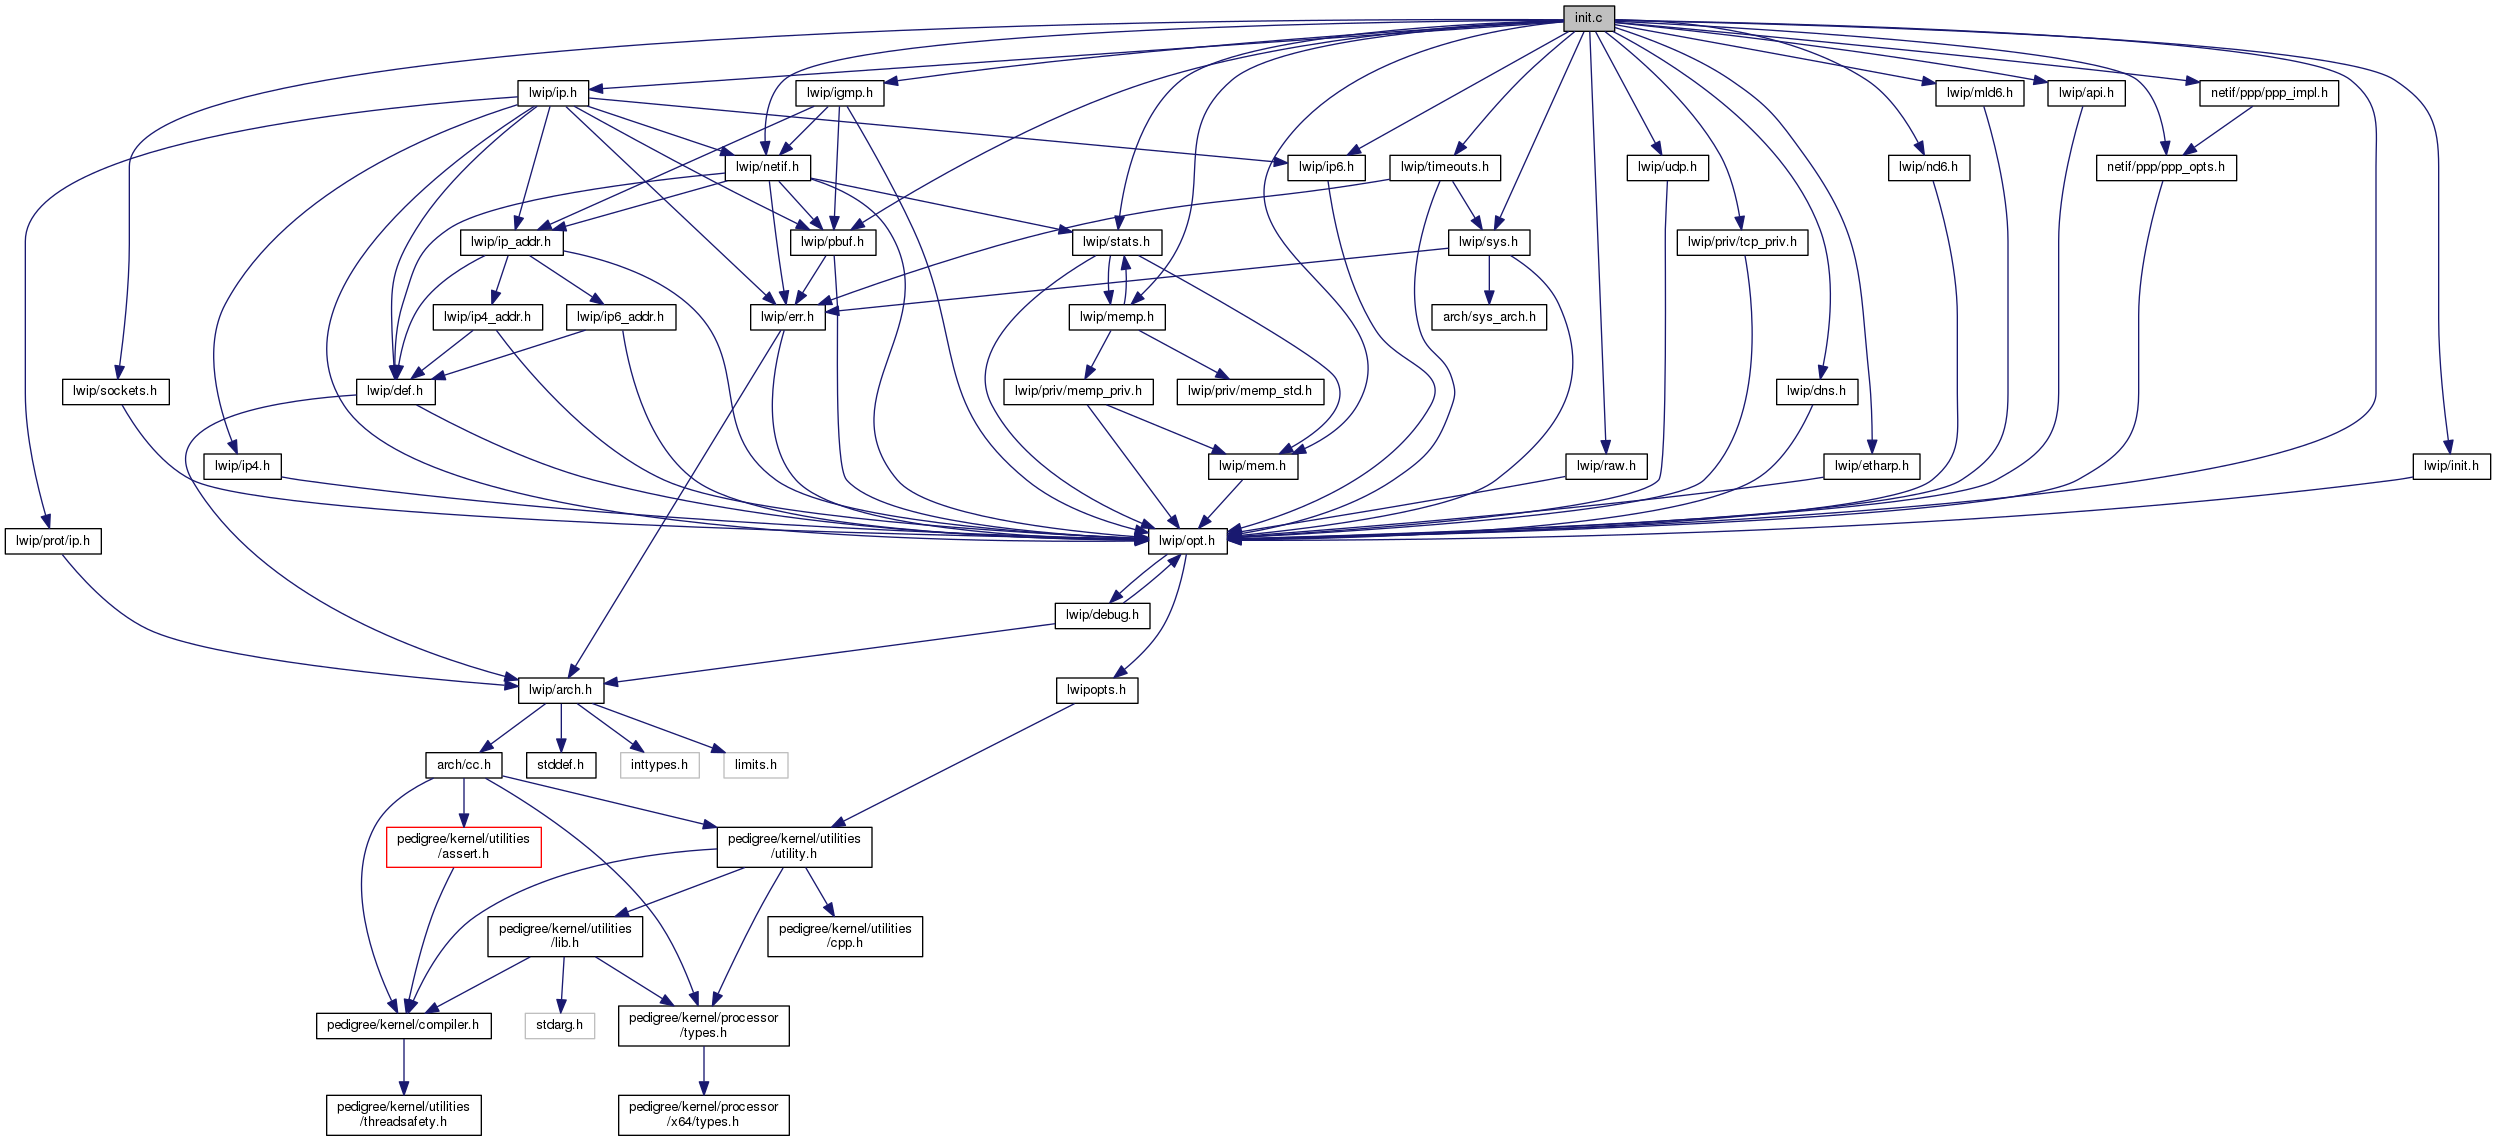 init.c
lwip/ip.h
lwip/igmp.h
lwip/mld6.h
lwip/api.h
netif/ppp/ppp_impl.h
lwip/netif.h
lwip/ip6.h
lwip/timeouts.h
lwip/udp.h
lwip/nd6.h
netif/ppp/ppp_opts.h
lwip/ip_addr.h
lwip/pbuf.h
lwip/stats.h
lwip/sys.h
lwip/priv/tcp_priv.h
lwip/ip4_addr.h
lwip/ip6_addr.h
lwip/err.h
lwip/memp.h
arch/sys_arch.h
lwip/sockets.h
lwip/def.h
lwip/priv/memp_priv.h
lwip/priv/memp_std.h
lwip/dns.h
lwip/ip4.h
lwip/mem.h
lwip/raw.h
lwip/etharp.h
lwip/init.h
lwip/prot/ip.h
lwip/opt.h
lwip/debug.h
lwip/arch.h
lwipopts.h
arch/cc.h
stddef.h
inttypes.h
limits.h
pedigree/kernel/utilities
/assert.h
pedigree/kernel/utilities
/utility.h
pedigree/kernel/utilities
/lib.h
pedigree/kernel/utilities
/cpp.h
pedigree/kernel/compiler.h
stdarg.h
pedigree/kernel/processor
/types.h
pedigree/kernel/utilities
/threadsafety.h
pedigree/kernel/processor
/x64/types.h